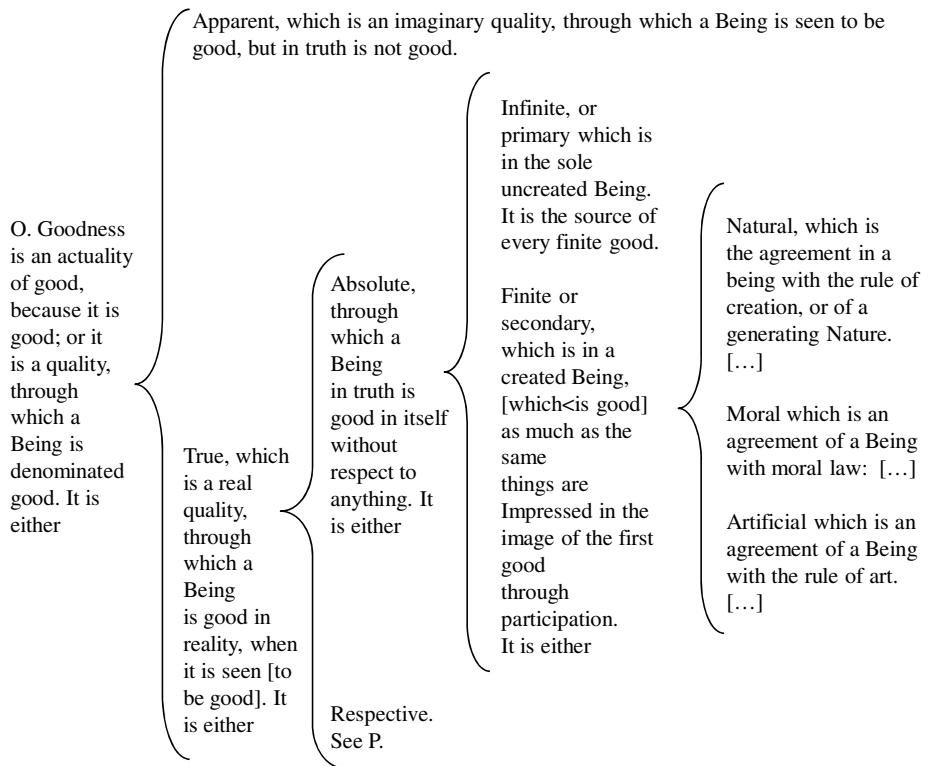 Apparent, which is an imaginary quality, through which a Being is seen to be
good, but in truth is not good.
O. Goodness
is an actuality
of good,
because it is
good; or it
is a quality,
through
which a
Being is
denominated
good. It is
either
True, which
is a real
quality,
through
which a
Being
is good in
reality, when
it is seen [to
be good]. It
is either
Absolute,
through
which a
Being
in truth is
good in itself
without
respect to
anything. It
is either
Respective.
See P.
Infinite, or
primary which is
in the sole
uncreated Being.
It is the source of
every finite good.
Finite or
secondary,
which is in a
created Being,
[which<is good]
as much as the
same
things are
Impressed in the
image of the first
good
through
participation.
It is either
Natural, which is
the agreement in a
being with the rule of
creation, or of a
generating Nature.
[…]
Moral which is an
agreement of a Being
with moral law: […]
Artificial which is an
agreement of a Being
with the rule of art.
[…]